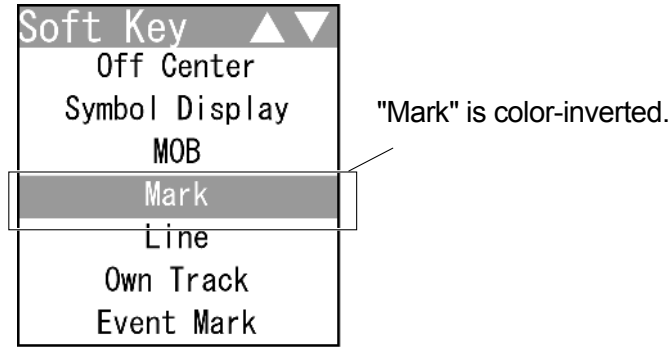 Soft Key ▲▼
Off Center
Symbol Display
MOB
Mark
Line
Own Track
Event Mark
"Mark" is color-inverted.